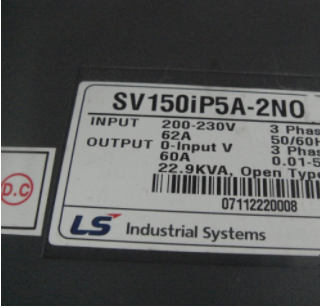 SV150iP5A-2NO
INPUT 200-230V 3 Phas
62A 50/60H
OUTPUT 0-Input V 3 Phas
60A 0.01-5
22.9KVA, Open Type
07112220008
D.C
LS Industrial Systems